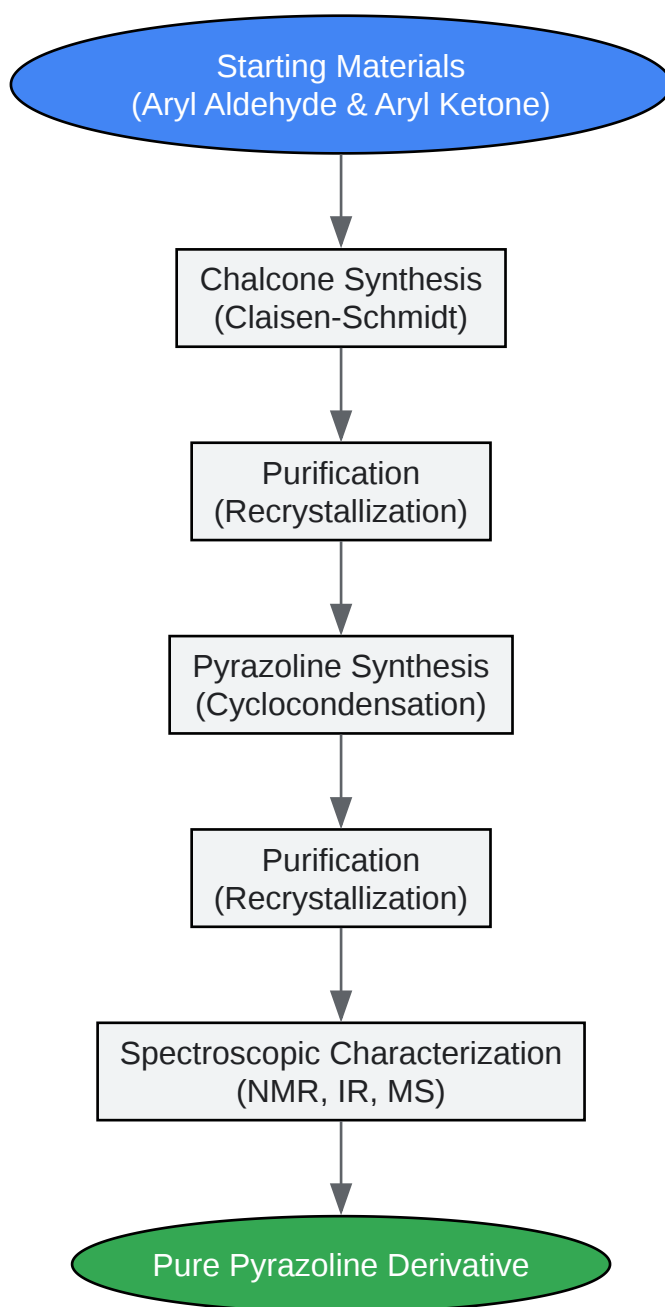 Starting Materials
(Aryl Aldehyde & Aryl Ketone)
Chalcone Synthesis
(Claisen-Schmidt)
Purification
(Recrystallization)
Pyrazoline Synthesis
(Cyclocondensation)
Purification
(Recrystallization)
Spectroscopic Characterization
(NMR, IR, MS)
Pure Pyrazoline Derivative